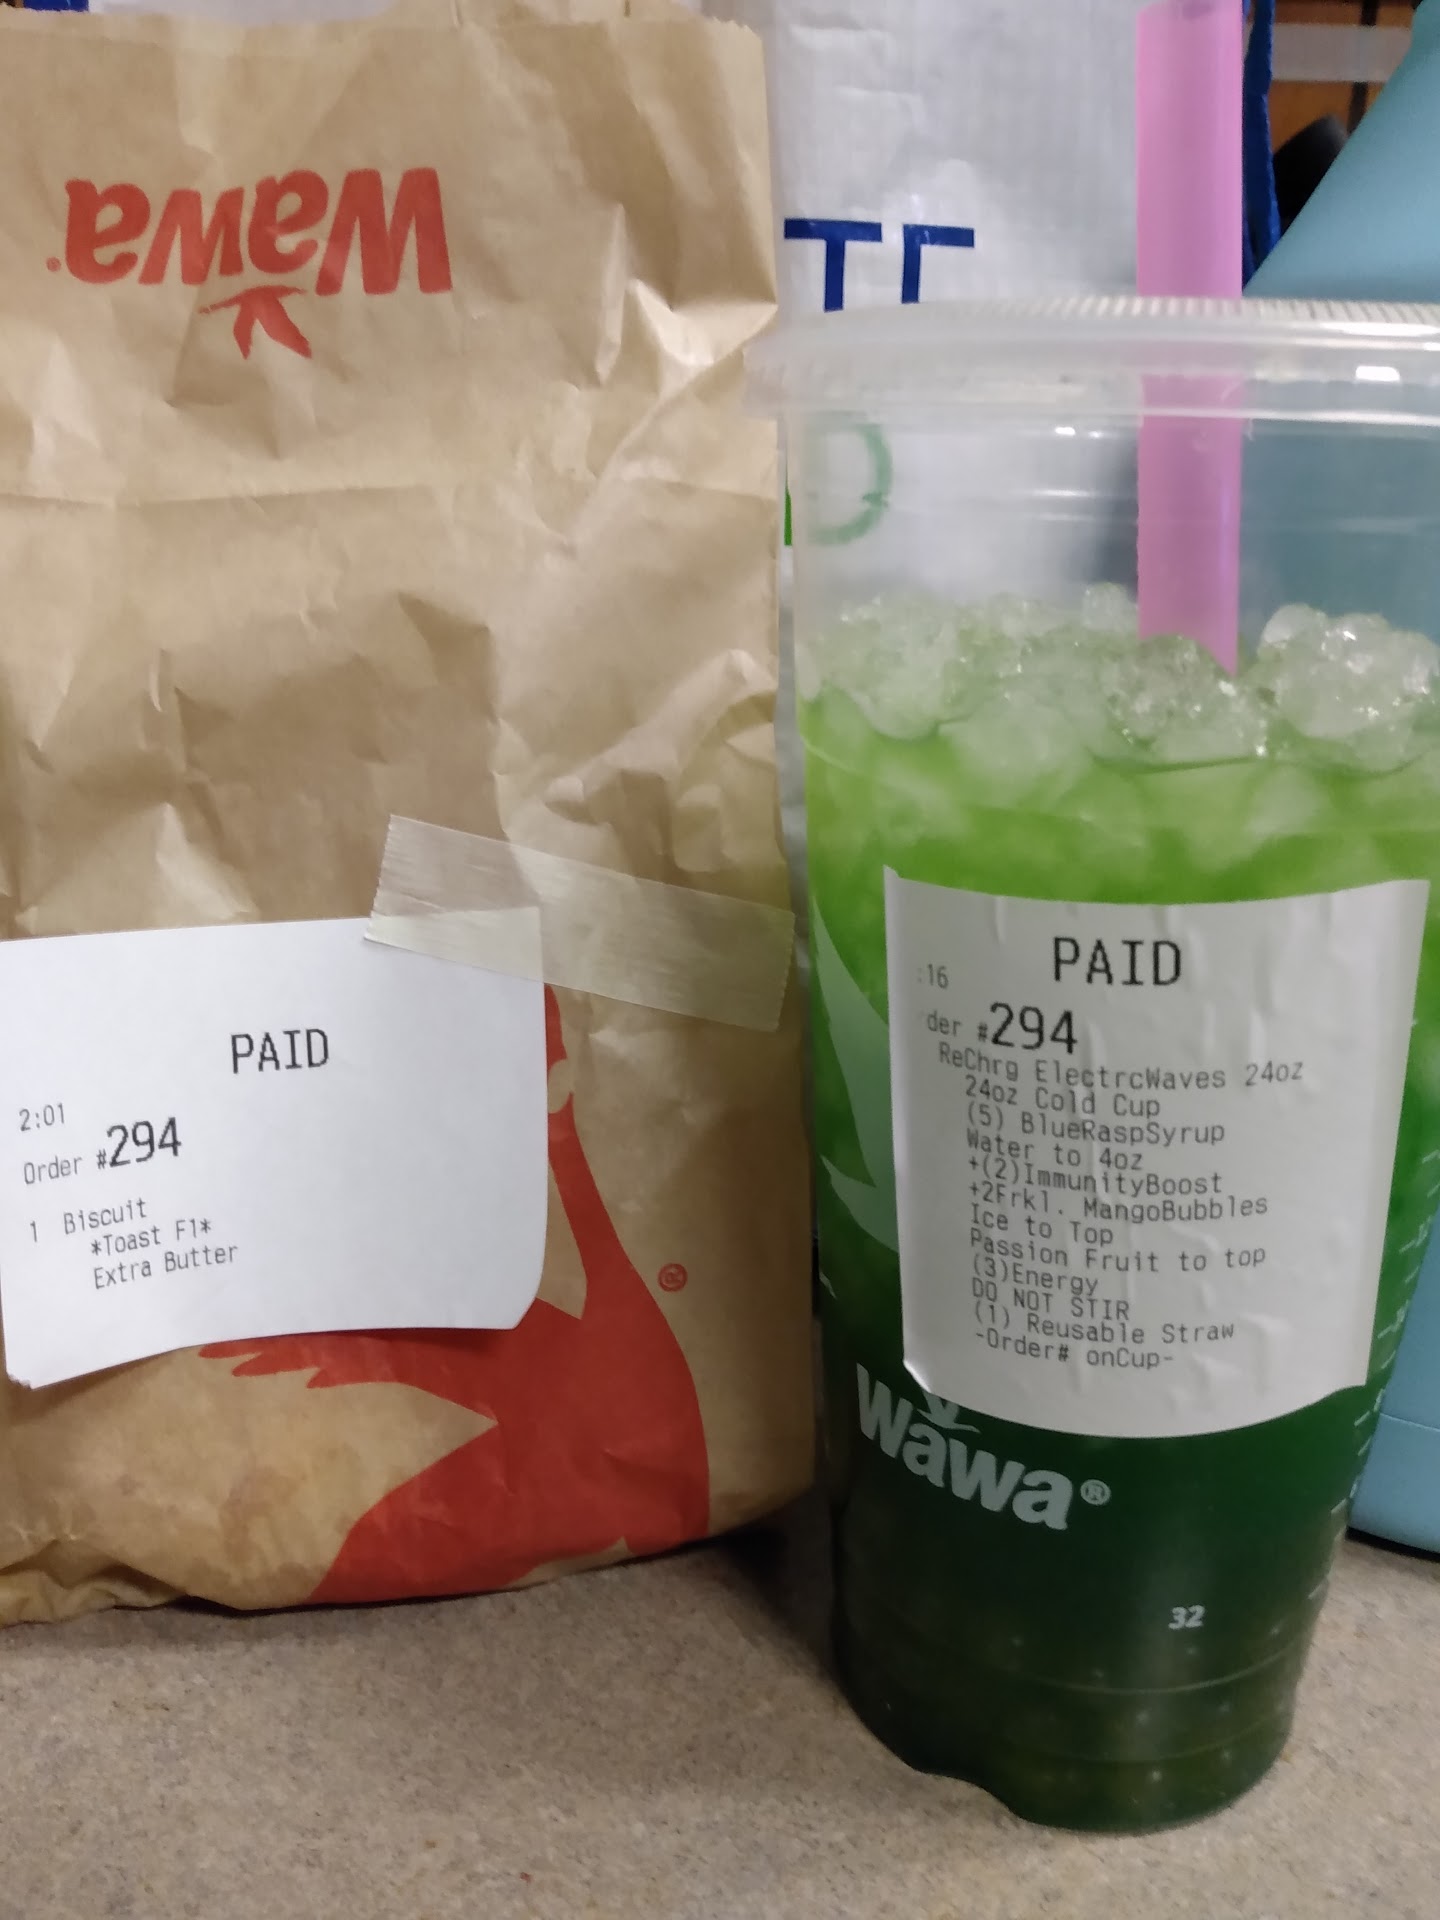 Wawa®
PAID
2:01
Order #294
1 Biscuit
*Toast F1*
Extra Butter
®
TE
PAID
:16
der #294
ReChrg ElectrcWaves 24oz
24oz Cold Cup
(5) BlueRaspSyrup
Water to 4oz
+(2)ImmunityBoost
+2Frkl. MangoBubbles
Ice to Top
Passion Fruit to top
(3)Energy
DO NOT STIR
(1) Reusable Straw
-Order# onCup-
Wawa®
32